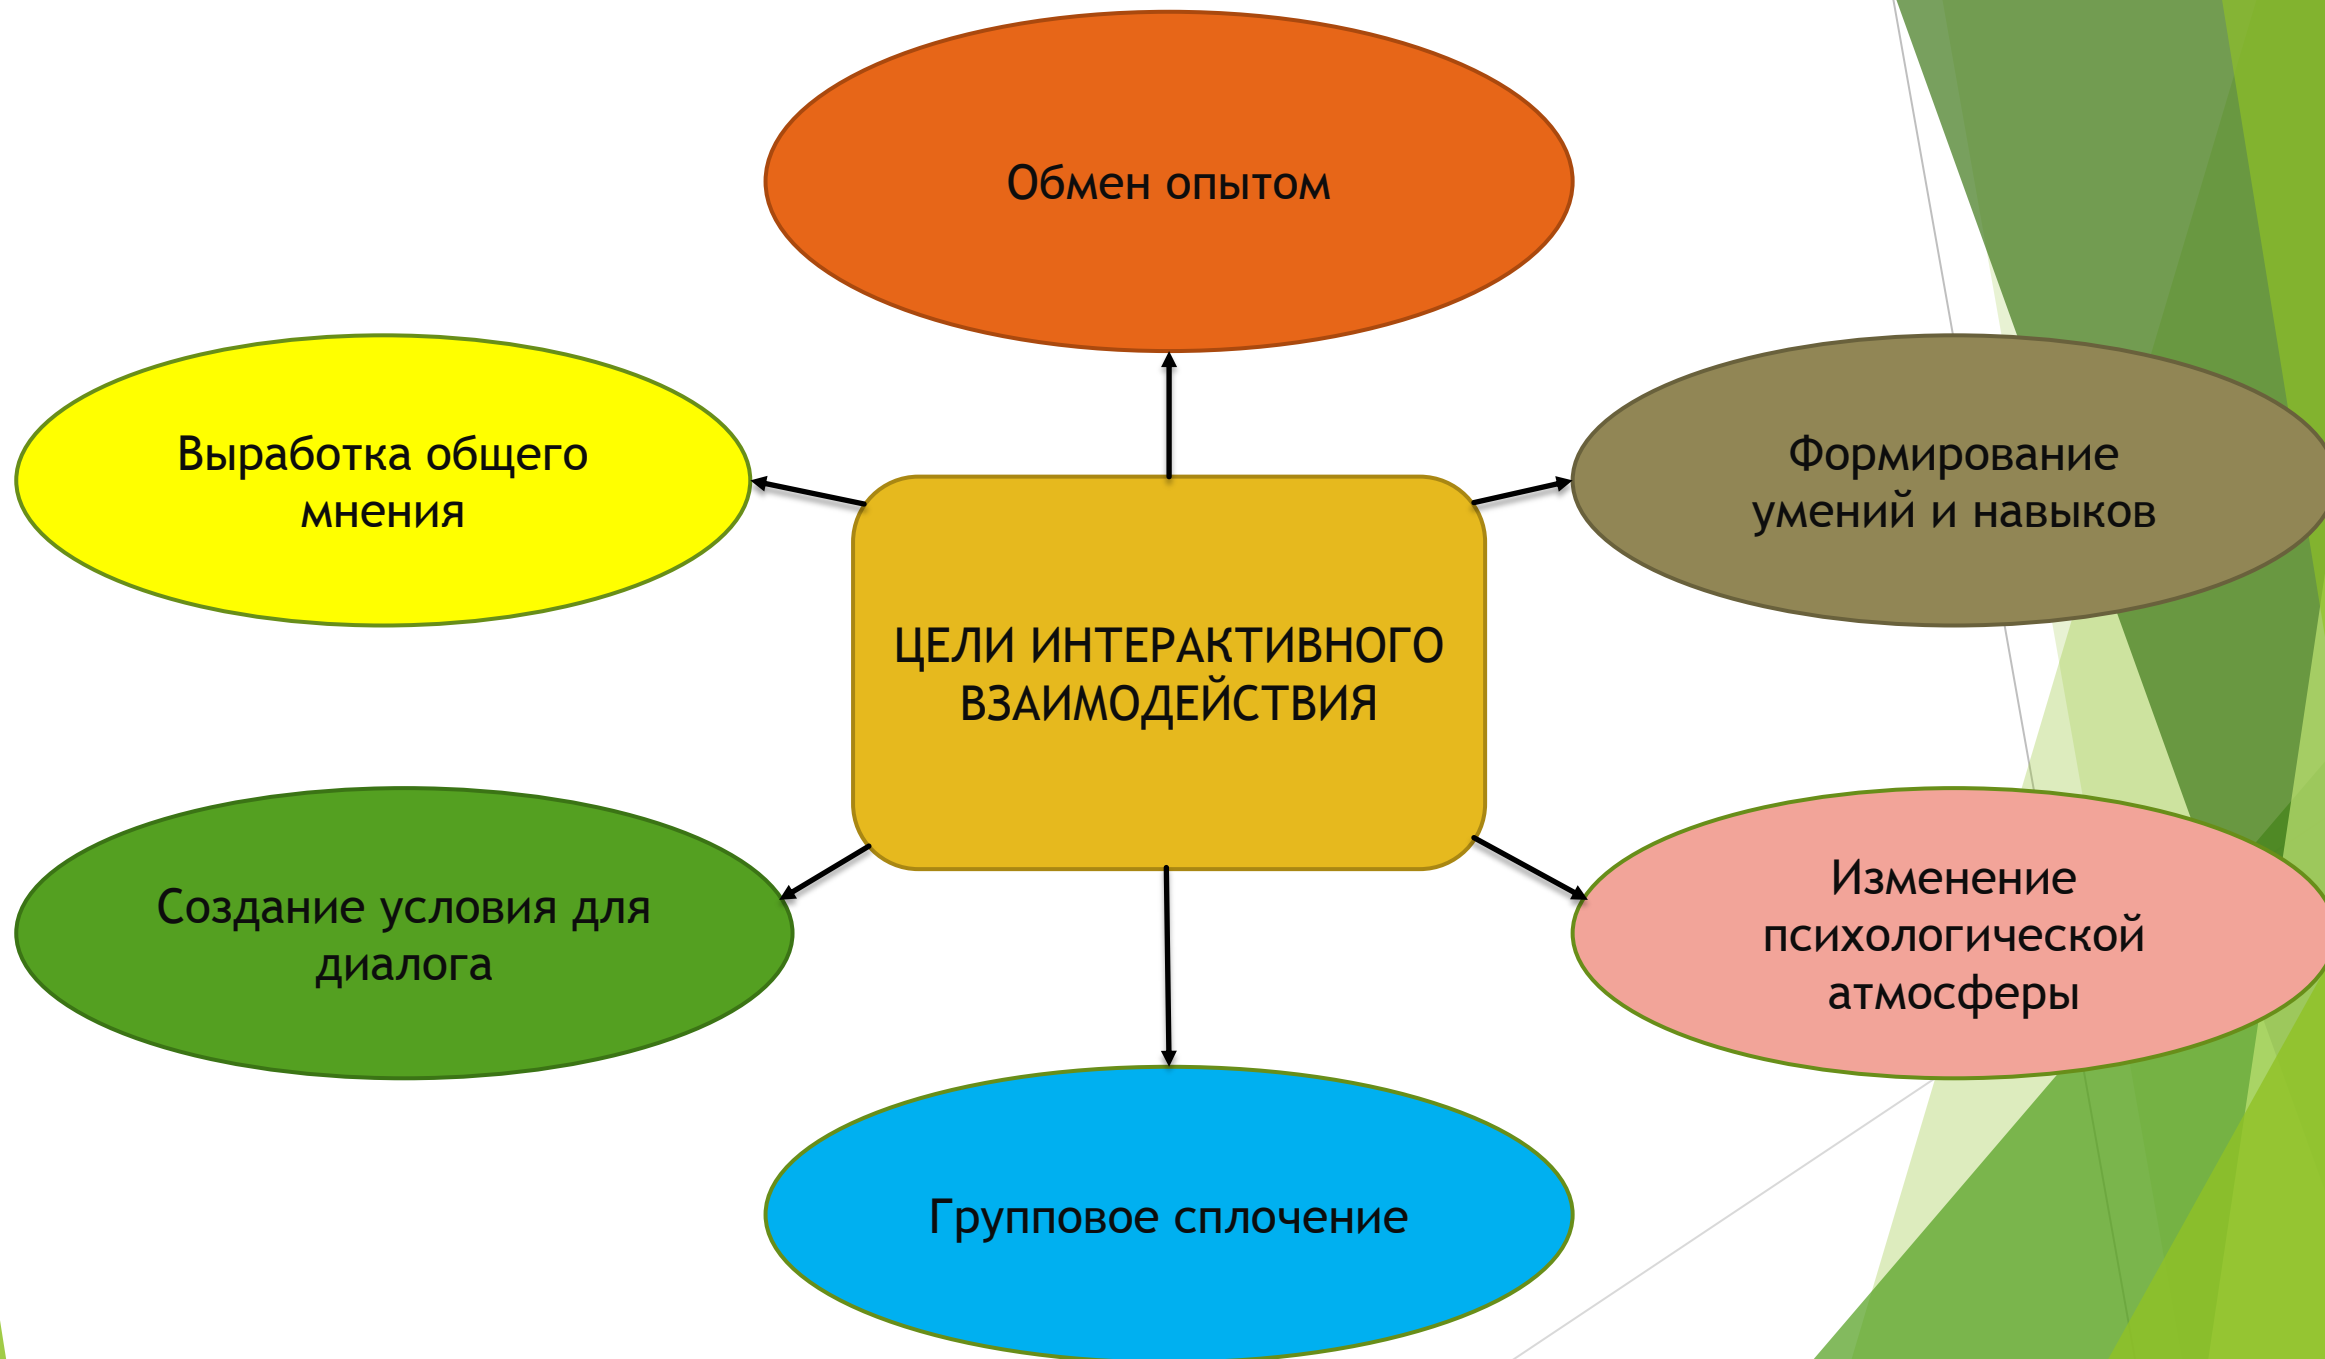 Обмен опытом
Выработка общего
мнения
Формирование
умений и навыков
ЦЕЛИ ИНТЕРАКТИВНОГО
ВЗАИМОДЕЙСТВИЯ
Создание условия для
диалога
Изменение
психологической
атмосферы
Групповое сплочение